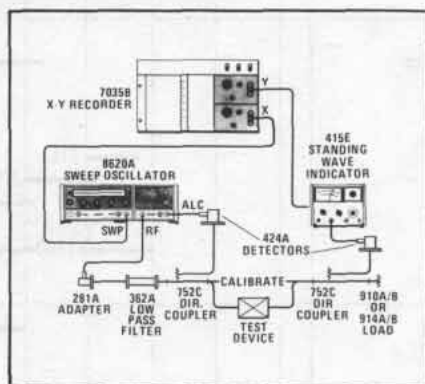 7035B
X-Y RECORDER
Y
X
8620A
SWEEP OSCILLATOR
ALC
SWP
RF
415E
STANDING
WAVE
INDICATOR
424A
DETECTORS
CALIBRATE
281A
ADAPTER
362A
LOW
PASS
FILTER
752C
DIR.
COUPLER
TEST
DEVICE
752C
DIR
COUPLER
910A/B
OR
914A/B
LOAD